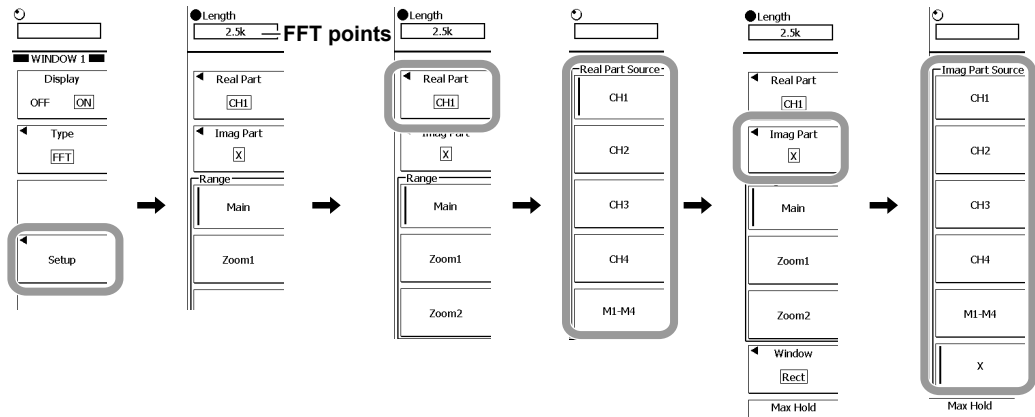 WINDOW 1
Display
OFF ON
Type
FFT
Setup
Length
2.5k
FFT points
Real Part
CH1
Imag Part
X
Range
Main
Zoom1
Length
2.5k
Real Part
CH1
Imag Part
X
Range
Main
Zoom1
Zoom2
Real Part Source
CH1
CH2
CH3
CH4
M1-M4
Length
2.5k
Real Part
CH1
Imag Part
X
Main
Zoom1
Zoom2
Window
Rect
Max Hold
Imag Part Source
CH1
CH2
CH3
CH4
M1-M4
X
Max Hold